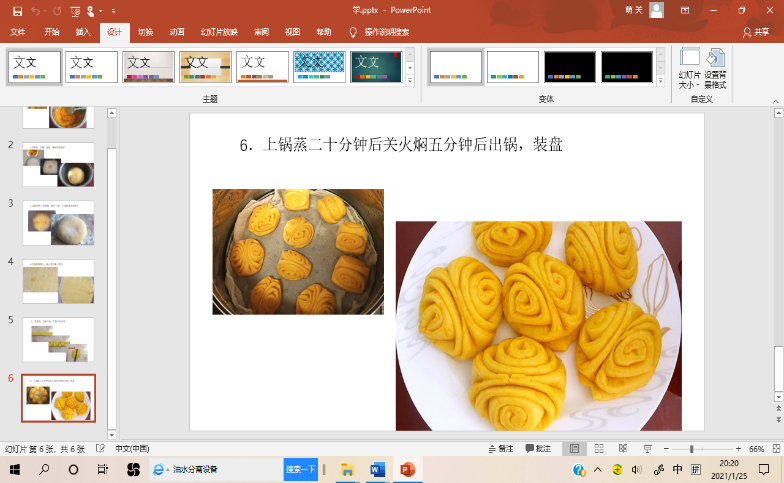 学.pptx - PowerPoint
萌 关
文件 开始 插入 设计 切换 动画 幻灯片放映 审阅 视图 帮助 操作说明搜索 共享
文文 文文 文文 文文 文文 文文 文文
幻灯片 设置背
大小 景格式
主题 变体 自定义
6. 上锅蒸二十分钟后关火焖五分钟后出锅，装盘
2
3
4
5
6
幻灯片 第 6 张，共 6 张 中文(中国) 备注 批注 66%
油水分离设备 搜索一下 中 拼 20:20
2021/1/25